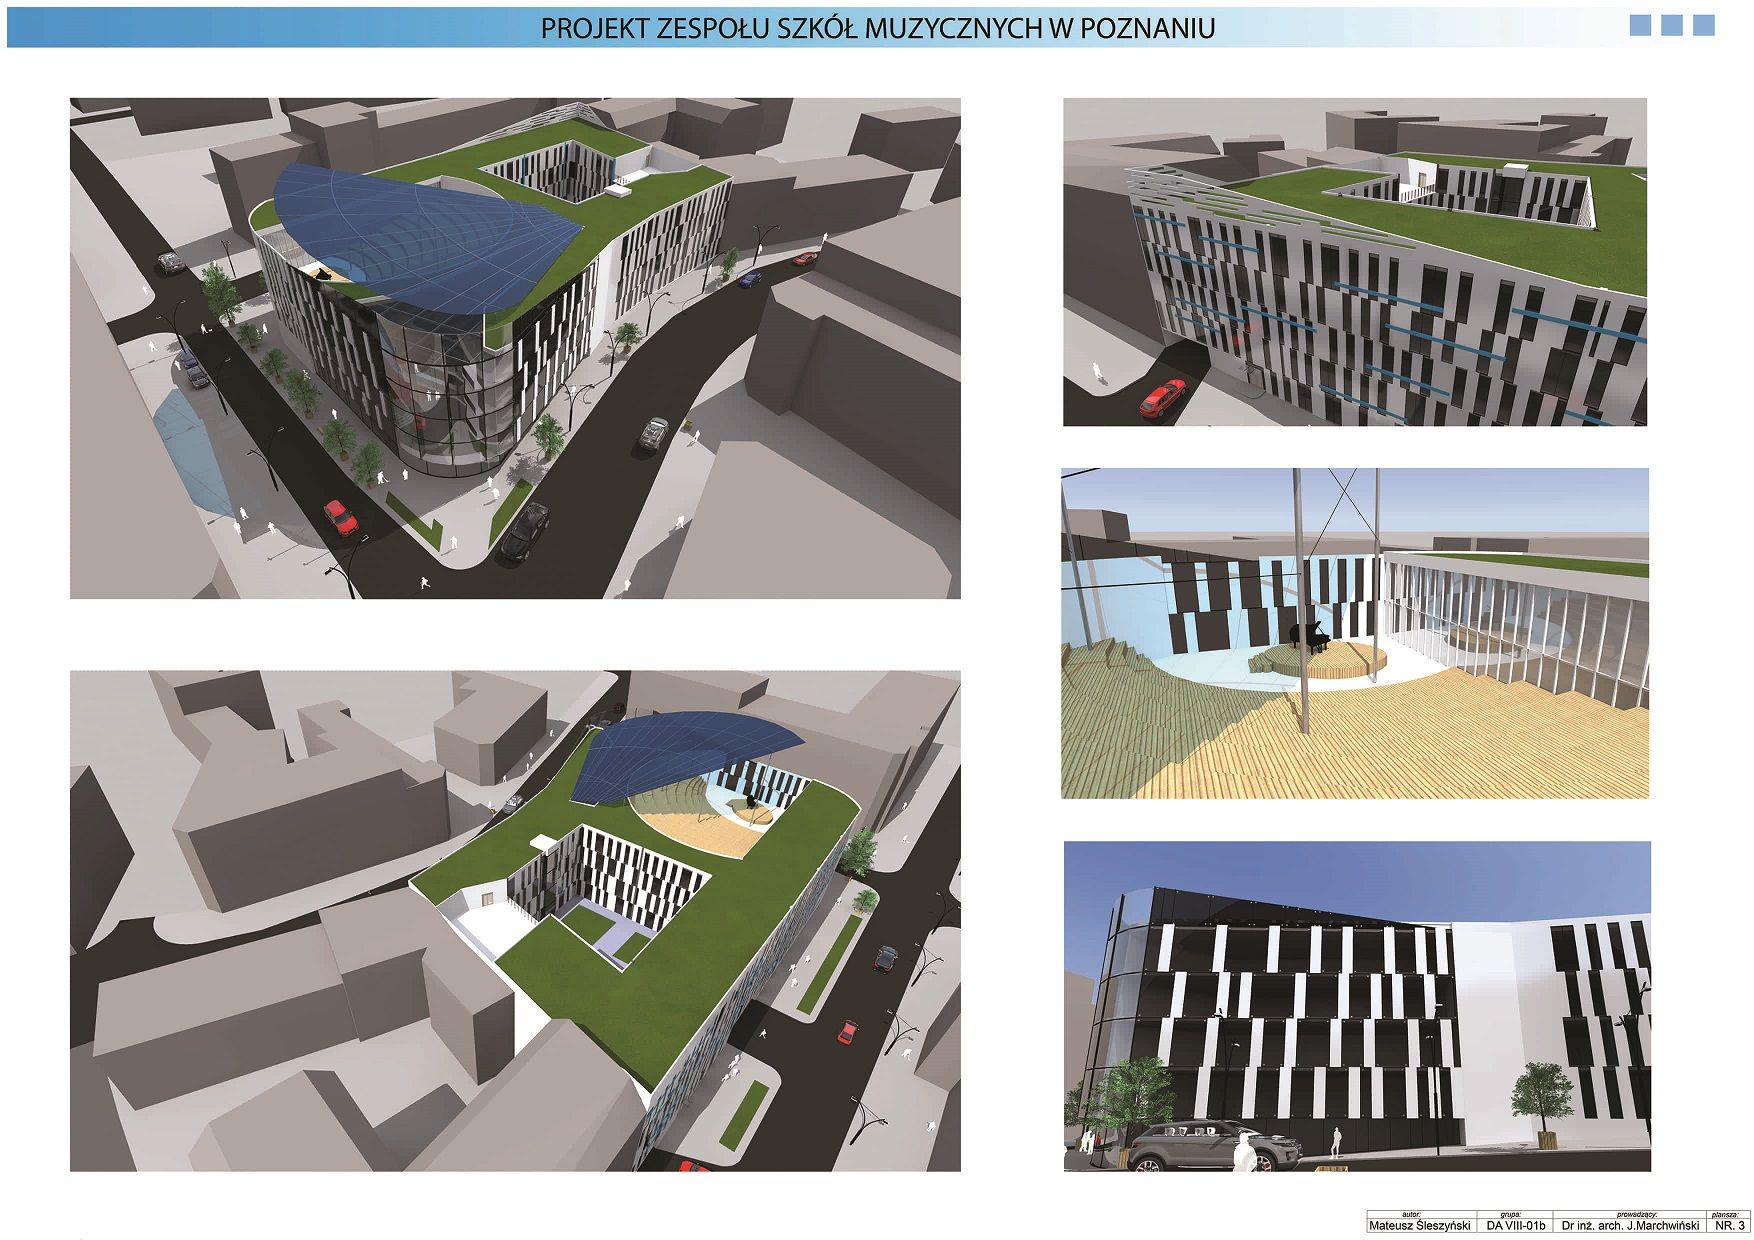 PROJEKT ZESPOŁU SZKÓŁ MUZYCZNYCH W POZNANIU
autor: grupa: prowadzący: plansza:
Mateusz Śleszyński DA VIII-01b Dr inż. arch. J.Marchwiński NR. 3